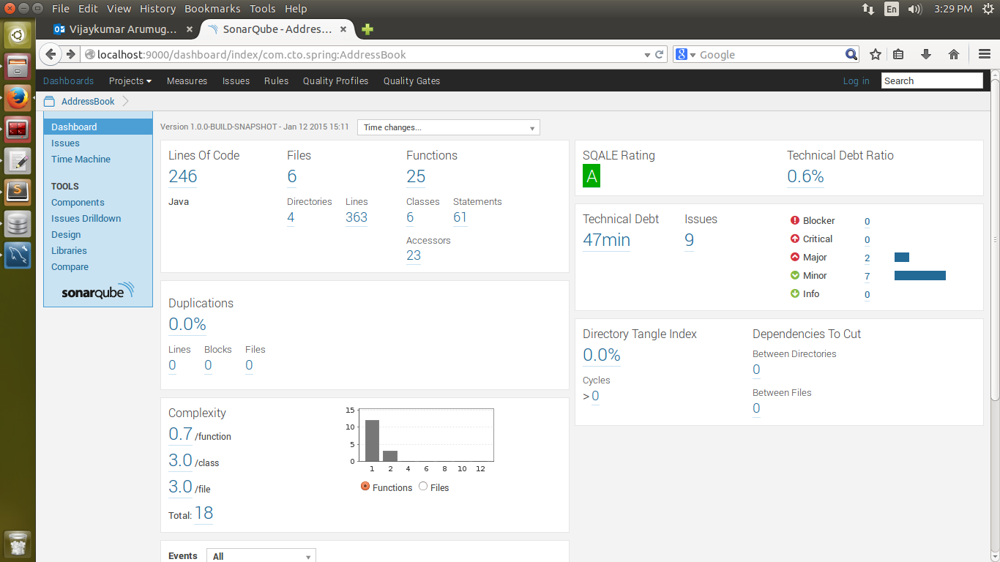 File Edit View History Bookmarks Tools Help
En
3:29 PM
Vijaykumar Arumug... ×
SonarQube - Addres... ×
localhost:9000/dashboard/index/com.cto.spring:AddressBook
Google
Dashboards Projects Measures Issues Rules Quality Profiles Quality Gates
Log in
Search
AddressBook
Dashboard
Issues
Time Machine
TOOLS
Components
Issues Drilldown
Design
Libraries
Compare
sonarqube
Version 1.0.0-BUILD-SNAPSHOT - Jan 12 2015 15:11
Time changes...
Lines Of Code
246
Java
Files
6
Directories Lines
4 363
Functions
25
Classes Statements
6 61
Accessors
23
Duplications
0.0%
Lines Blocks Files
0 0 0
Complexity
0.7 /function
3.0 /class
3.0 /file
Total: 18
15
10
5
0
1 2 4 6 8 10 12
Functions Files
Events All
SQALE Rating
A
Technical Debt Ratio
0.6%
Technical Debt
47min
Issues
9
Blocker 0
Critical 0
Major 2
Minor 7
Info 0
Directory Tangle Index
0.0%
Cycles
> 0
Dependencies To Cut
Between Directories
0
Between Files
0